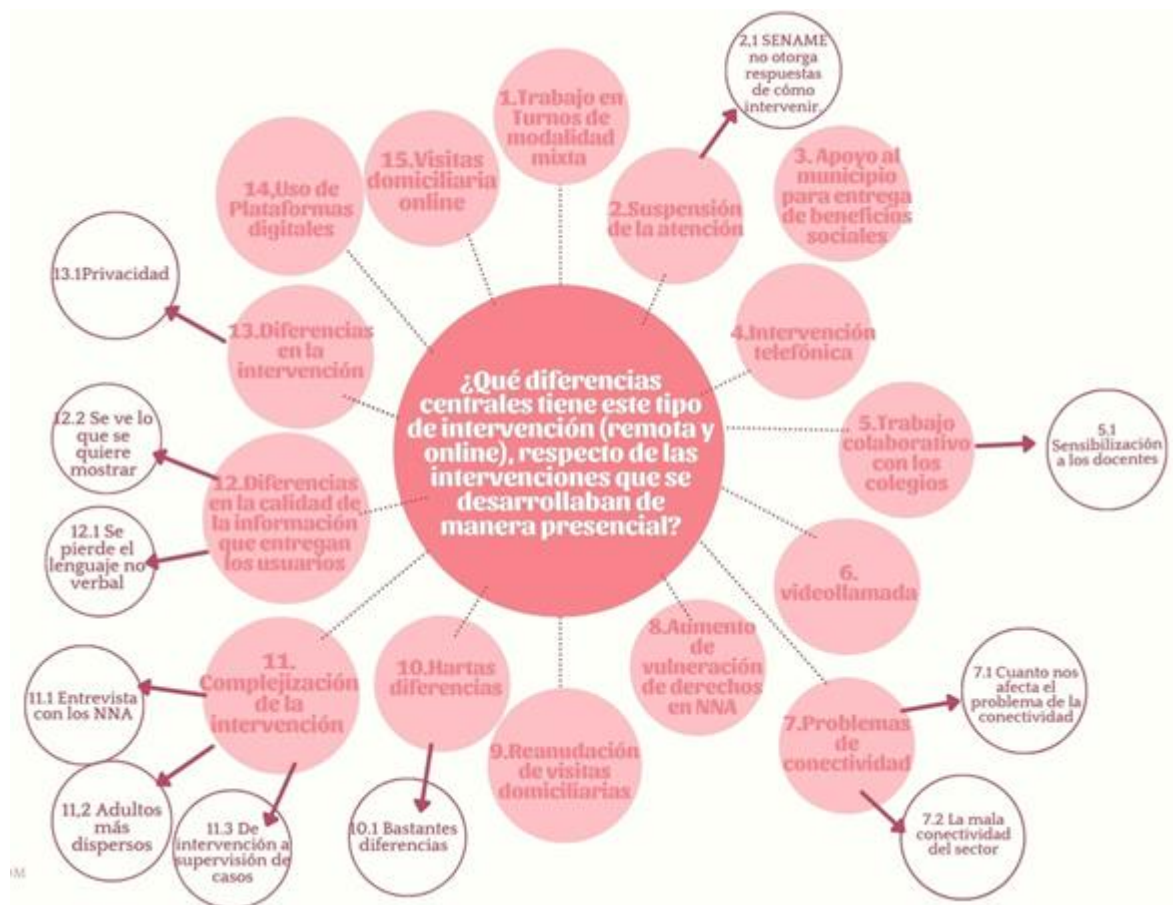 ¿Qué diferencias
centrales tiene este tipo
de intervención (remota y
online), respecto de las
intervenciones que se
desarrollaban de
manera presencial?
1.Trabajo en
Turnos de
modalidad
mixta
2.Suspensión
de la atención
2,1 SENAME
no otorga
respuestas
de cómo
intervenir,
3. Apoyo al
municipio
para entrega
de beneficios
sociales
4.Intervención
telefónica
5.Trabajo
colaborativo
con los
colegios
5.1
Sensibilización
a los docentes
6.
videollamada
7.Problemas
de
conectividad
7.1 Cuanto nos
afecta el
problema de la
conectividad
7.2 La mala
conectividad
del sector
8.Aumento
de
vulneración
de derechos
en NNA
9.Reanudación
de visitas
domiciliarias
10.Hartas
diferencias
10.1 Bastantes
diferencias
11.
Complejización
de la
intervención
11.1 Entrevista
con los NNA
11,2 Adultos
más
dispersos
11.3 De
intervención a
supervisión de
casos
12.Diferencias
en la calidad de
la información
que entregan
los usuarios
12.1 Se
pierde el
lenguaje no
verbal
12.2 Se ve lo
que se
quiere
mostrar
13.Diferencias
en la
intervención
13.1Privacidad
14,Uso de
Plataformas
digitales
15.Visitas
domiciliaria
online
OM